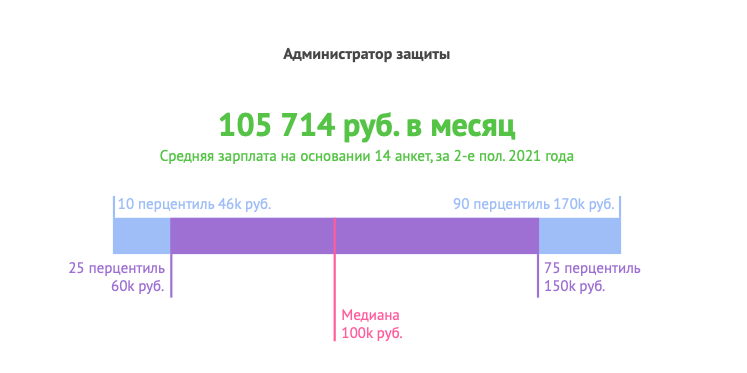 Администратор защиты
105 714 руб. в месяц
Средняя зарплата на основании 14 анкет, за 2-е пол. 2021 года
10 перцентиль 46k руб.
90 перцентиль 170k руб.
25 перцентиль
60k руб.
75 перцентиль
150k руб.
Медиана
100k руб.